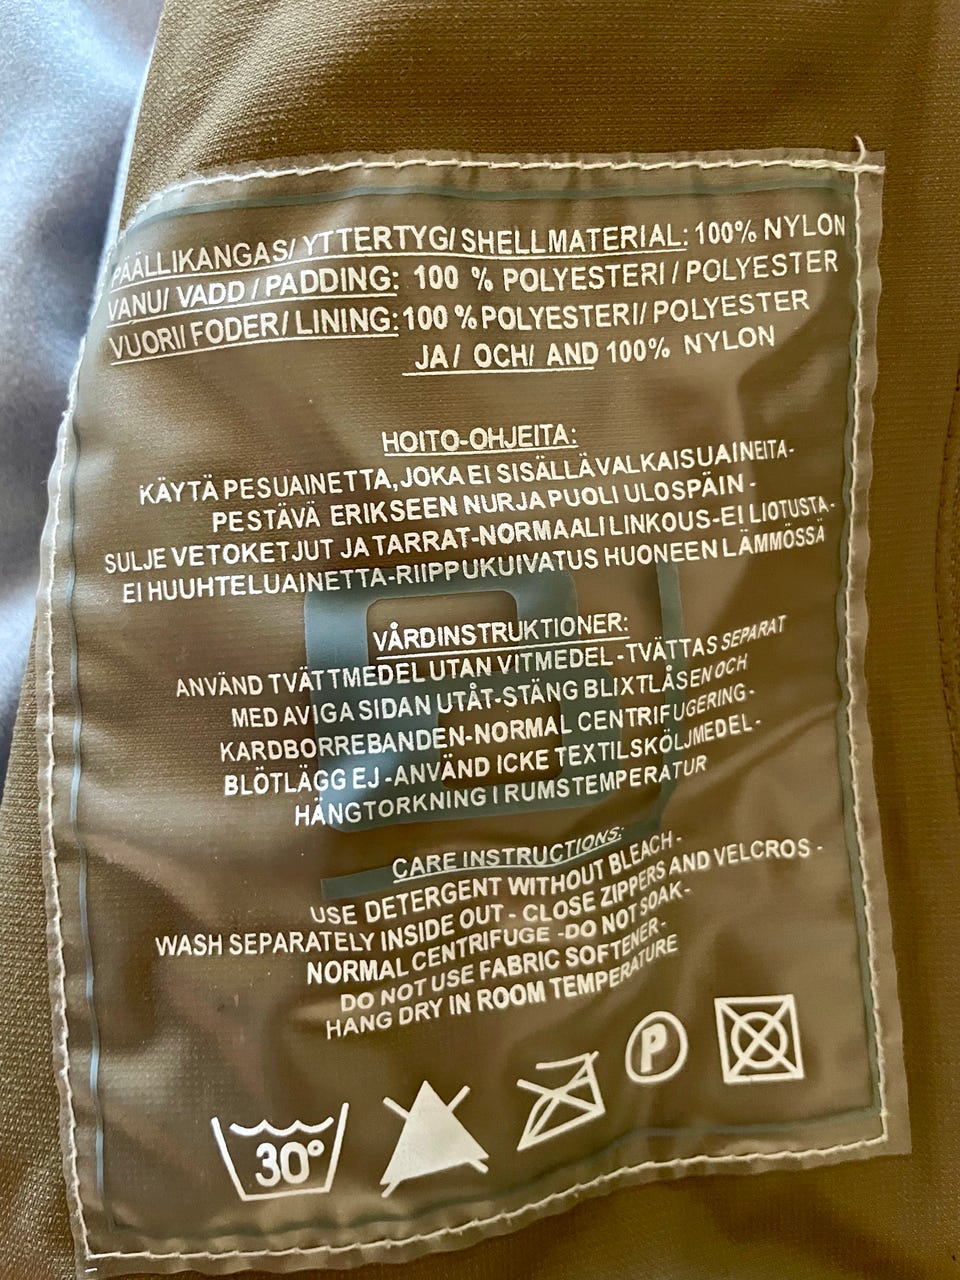 PÄÄLLIKANGAS/ YTTERTYG/ SHELLMATERIAL: 100% NYLON
VANU/ VADD / PADDING: 100 % POLYESTERI / POLYESTER
VUORI/ FODER/ LINING: 100 % POLYESTERI/ POLYESTER
JA / OCH/ AND 100% NYLON
HOITO-OHJEITA:
KÄYTÄ PESUAINETTA, JOKA EI SISÄLLÄ VALKAISUAINEITA-
PESTÄVÄ ERIKSEEN NURJA PUOLI ULOSPÄIN -
SULJE VETOKETJUT JA TARRAT-NORMAALI LINKOUS-EI LIOTUSTA-
EI HUUHTELUAINETTA-RIIPPUKUIVATUS HUONEEN LÄMMÖSSÄ
VÅRDINSTRUKTIONER:
ANVÄND TVÄTTMEDEL UTAN VITMEDEL -TVÄTTAS SEPARAT
MED AVIGA SIDAN UTÅT-STÄNG BLIXTLÅSEN OCH
KARDBORREBANDEN-NORMAL CENTRIFUGERING-
BLÖTLÄGG EJ -ANVÄND ICKE TEXTILSKÖLJMEDEL -
HÄNGTORKNING I RUMSTEMPERATUR
CARE INSTRUCTIONS:
USE DETERGENT WITHOUT BLEACH -
WASH SEPARATELY INSIDE OUT - CLOSE ZIPPERS AND VELCROS -
NORMAL CENTRIFUGE -DO NOT SOAK-
DO NOT USE FABRIC SOFTENER-
HANG DRY IN ROOM TEMPERATURE
30° P